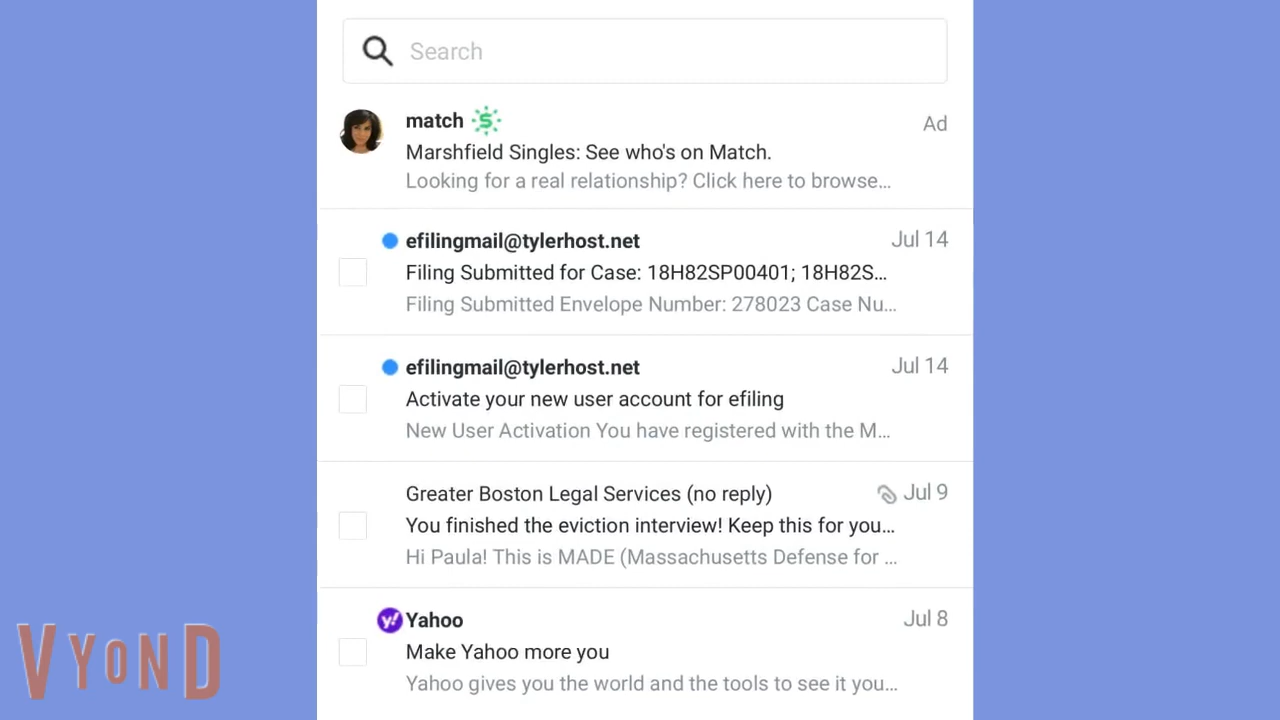 Search
match
Ad
Marshfield Singles: See who's on Match.
Looking for a real relationship? Click here to browse...
efilingmail@tylerhost.net
Jul 14
Filing Submitted for Case: 18H82SP00401; 18H82S...
Filing Submitted Envelope Number: 278023 Case Nu...
efilingmail@tylerhost.net
Jul 14
Activate your new user account for efiling
New User Activation You have registered with the M...
Greater Boston Legal Services (no reply)
Jul 9
You finished the eviction interview! Keep this for you...
Hi Paula! This is MADE (Massachusetts Defense for ...
y! Yahoo
Jul 8
Make Yahoo more you
Yahoo gives you the world and the tools to see it you...
VYOND